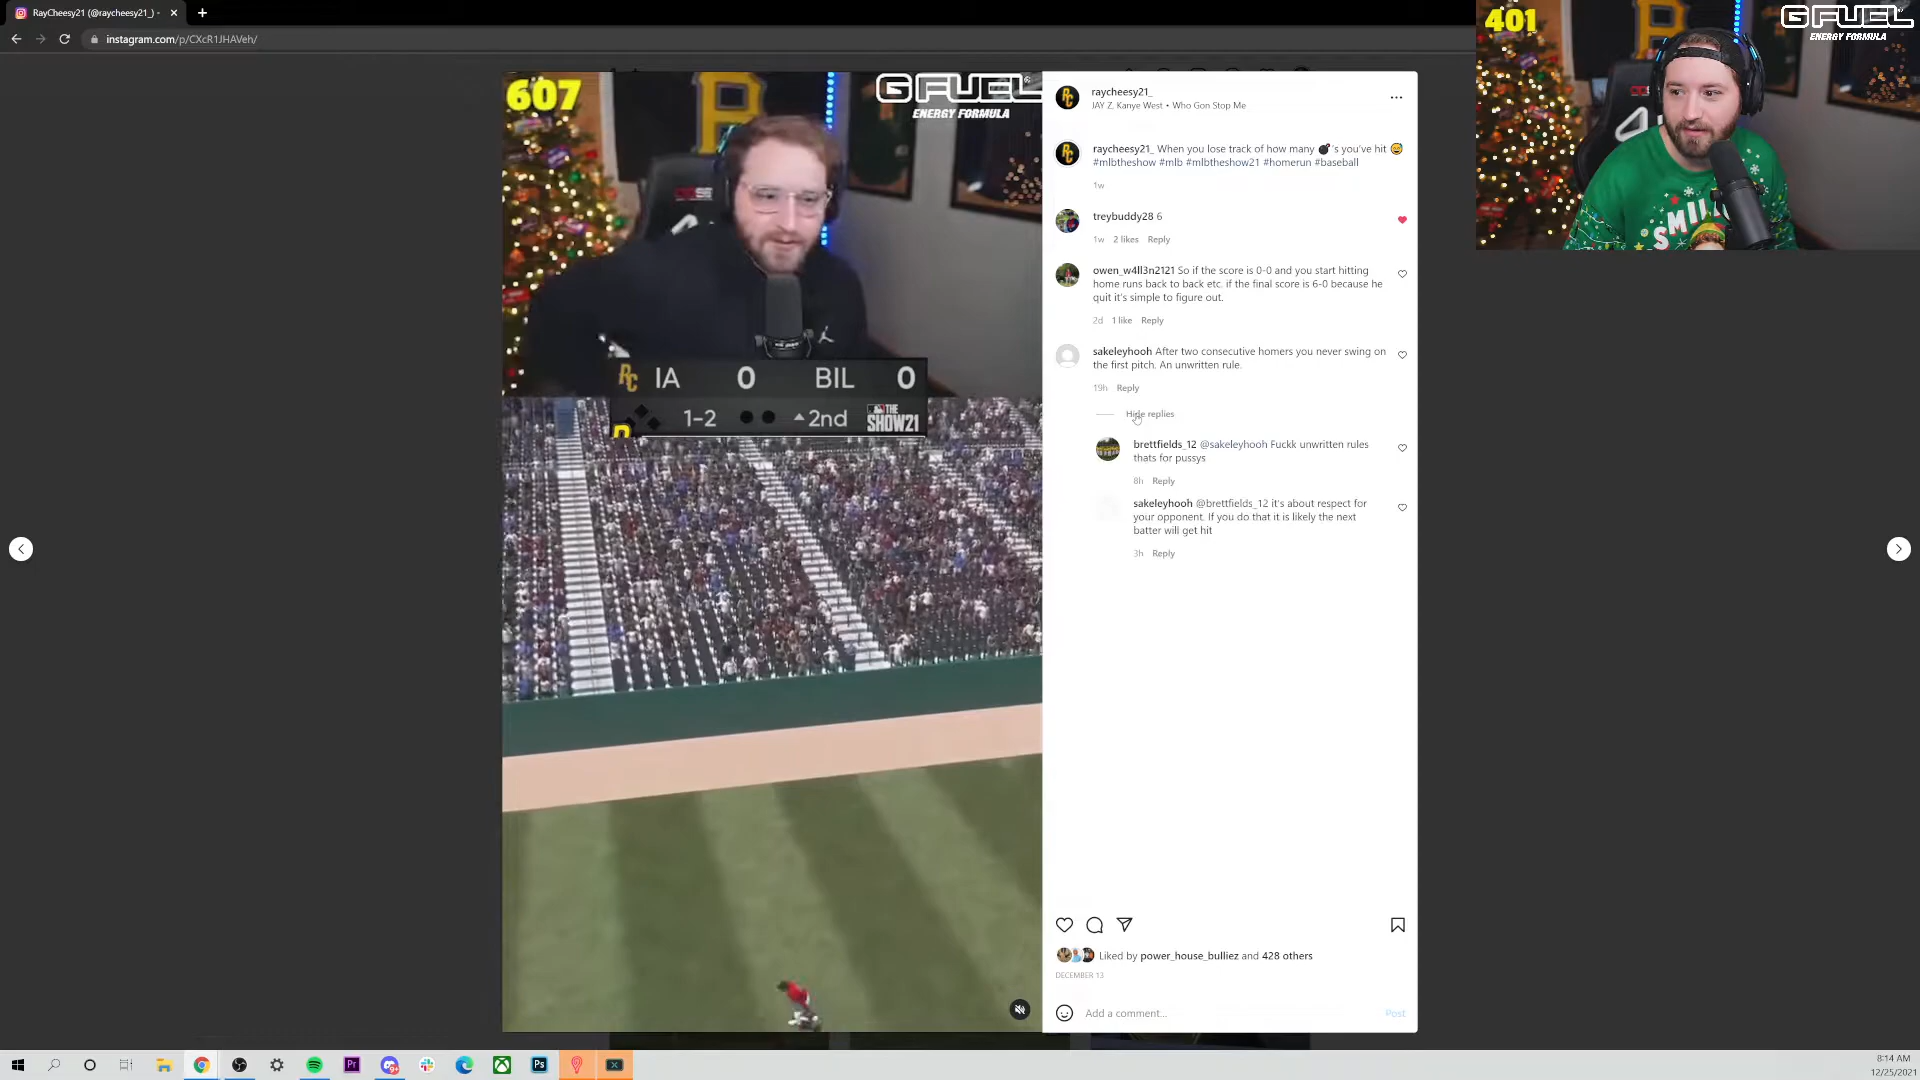 RayCheesy21 (@raycheesy21_) -
instagram.com/p/CXcR1JHAVeh/
401
G FUEL
ENERGY FORMULA
607
G FUEL
ENERGY FORMULA
IA 0 BIL 0
1-2 2nd MLB THE SHOW21
raycheesy21_
JAY Z, Kanye West • Who Gon Stop Me
raycheesy21_ When you lose track of how many 💣's you've hit 😅
#mlbtheshow #mlb #mlbtheshow21 #homerun #baseball
1w
treybuddy28 6
1w 2 likes Reply
owen_w4ll3n2121 So if the score is 0-0 and you start hitting
home runs back to back etc. if the final score is 6-0 because he
quit it's simple to figure out.
2d 1 like Reply
sakeleyhooh After two consecutive homers you never swing on
the first pitch. An unwritten rule.
19h Reply
Hide replies
brettfields_12 @sakeleyhooh Fuckk unwritten rules
thats for pussys
8h Reply
sakeleyhooh @brettfields_12 it's about respect for
your opponent. If you do that it is likely the next
batter will get hit
3h Reply
Liked by power_house_bulliez and 428 others
DECEMBER 13
Add a comment... Post
8:14 AM
12/25/2021